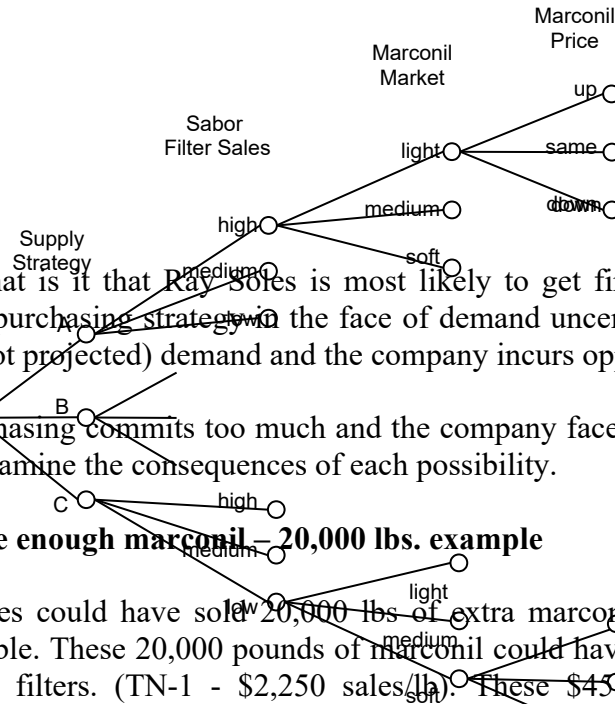 Marconil
Price
Marconil
Market
Sabor
Filter Sales
Supply
Strategy
up
same
down
light
medium
soft
high
medium
low
A
B
C
high
medium
low
light
medium
soft
hat is it that Ray Soles is most likely to get fi
purchasing strategy in the face of demand uncer
ot projected) demand and the company incurs op
hasing commits too much and the company face
amine the consequences of each possibility.
e enough marconil – 20,000 lbs. example
es could have sold 20,000 lbs of extra marco
ble. These 20,000 pounds of marconil could hav
filters. (TN-1 - $2,250 sales/lb). These $45